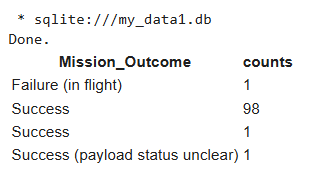 * sqlite:///my_data1.db
Done.
Mission_Outcome counts
Failure (in flight) 1
Success 98
Success 1
Success (payload status unclear) 1